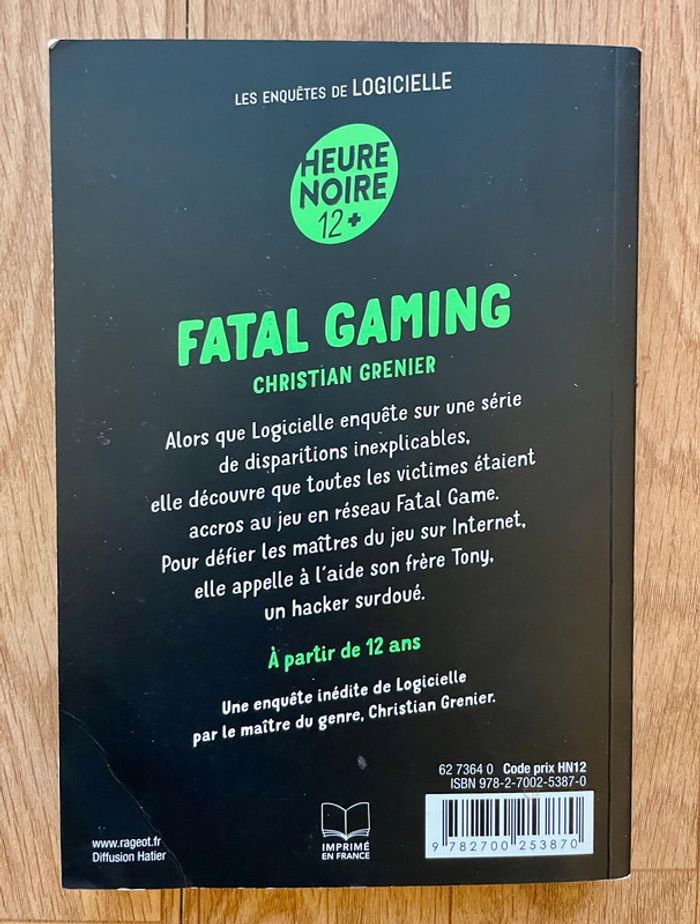 LES ENQUÊTES DE LOGICIELLE
HEURE
NOIRE
12+
FATAL GAMING
CHRISTIAN GRENIER
Alors que Logicielle enquête sur une série
de disparitions inexplicables,
elle découvre que toutes les victimes étaient
accros au jeu en réseau Fatal Game.
Pour défier les maîtres du jeu sur Internet,
elle appelle à l'aide son frère Tony,
un hacker surdoué.
À partir de 12 ans
Une enquête inédite de Logicielle
par le maître du genre, Christian Grenier.
62 7364 0 Code prix HN12
ISBN 978-2-7002-5387-0
9 782700 253870
www.rageot.fr
Diffusion Hatier
IMPRIMÉ
EN FRANCE